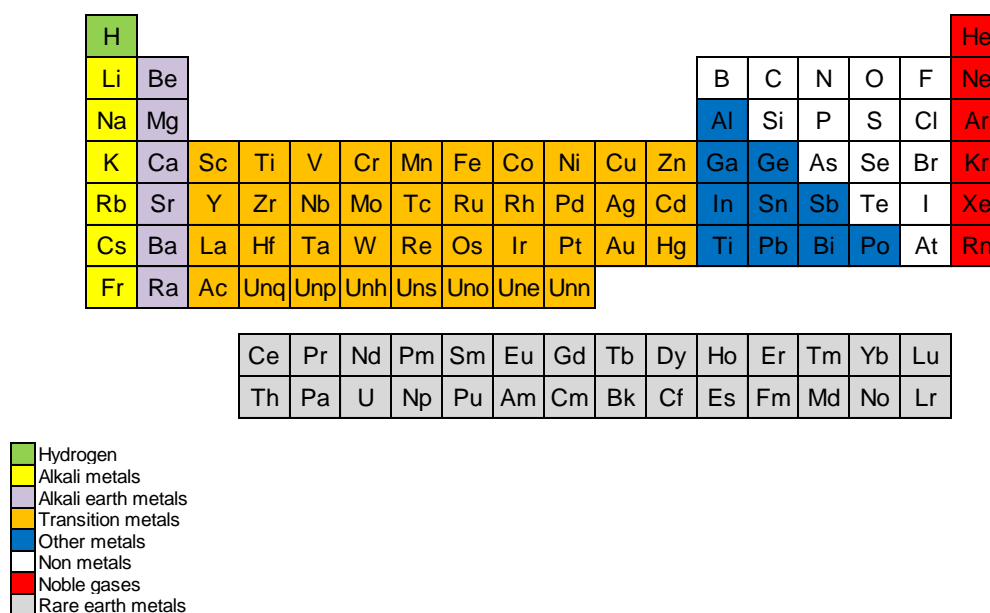 H He
Li Be B C N O F Ne
Na Mg Al Si P S Cl Ar
K Ca Sc Ti V Cr Mn Fe Co Ni Cu Zn Ga Ge As Se Br Kr
Rb Sr Y Zr Nb Mo Tc Ru Rh Pd Ag Cd In Sn Sb Te I Xe
Cs Ba La Hf Ta W Re Os Ir Pt Au Hg Ti Pb Bi Po At Rn
Fr Ra Ac Unq Unp Unh Uns Uno Une Unn
Ce Pr Nd Pm Sm Eu Gd Tb Dy Ho Er Tm Yb Lu
Th Pa U Np Pu Am Cm Bk Cf Es Fm Md No Lr
Hydrogen
Alkali metals
Alkali earth metals
Transition metals
Other metals
Non metals
Noble gases
Rare earth metals